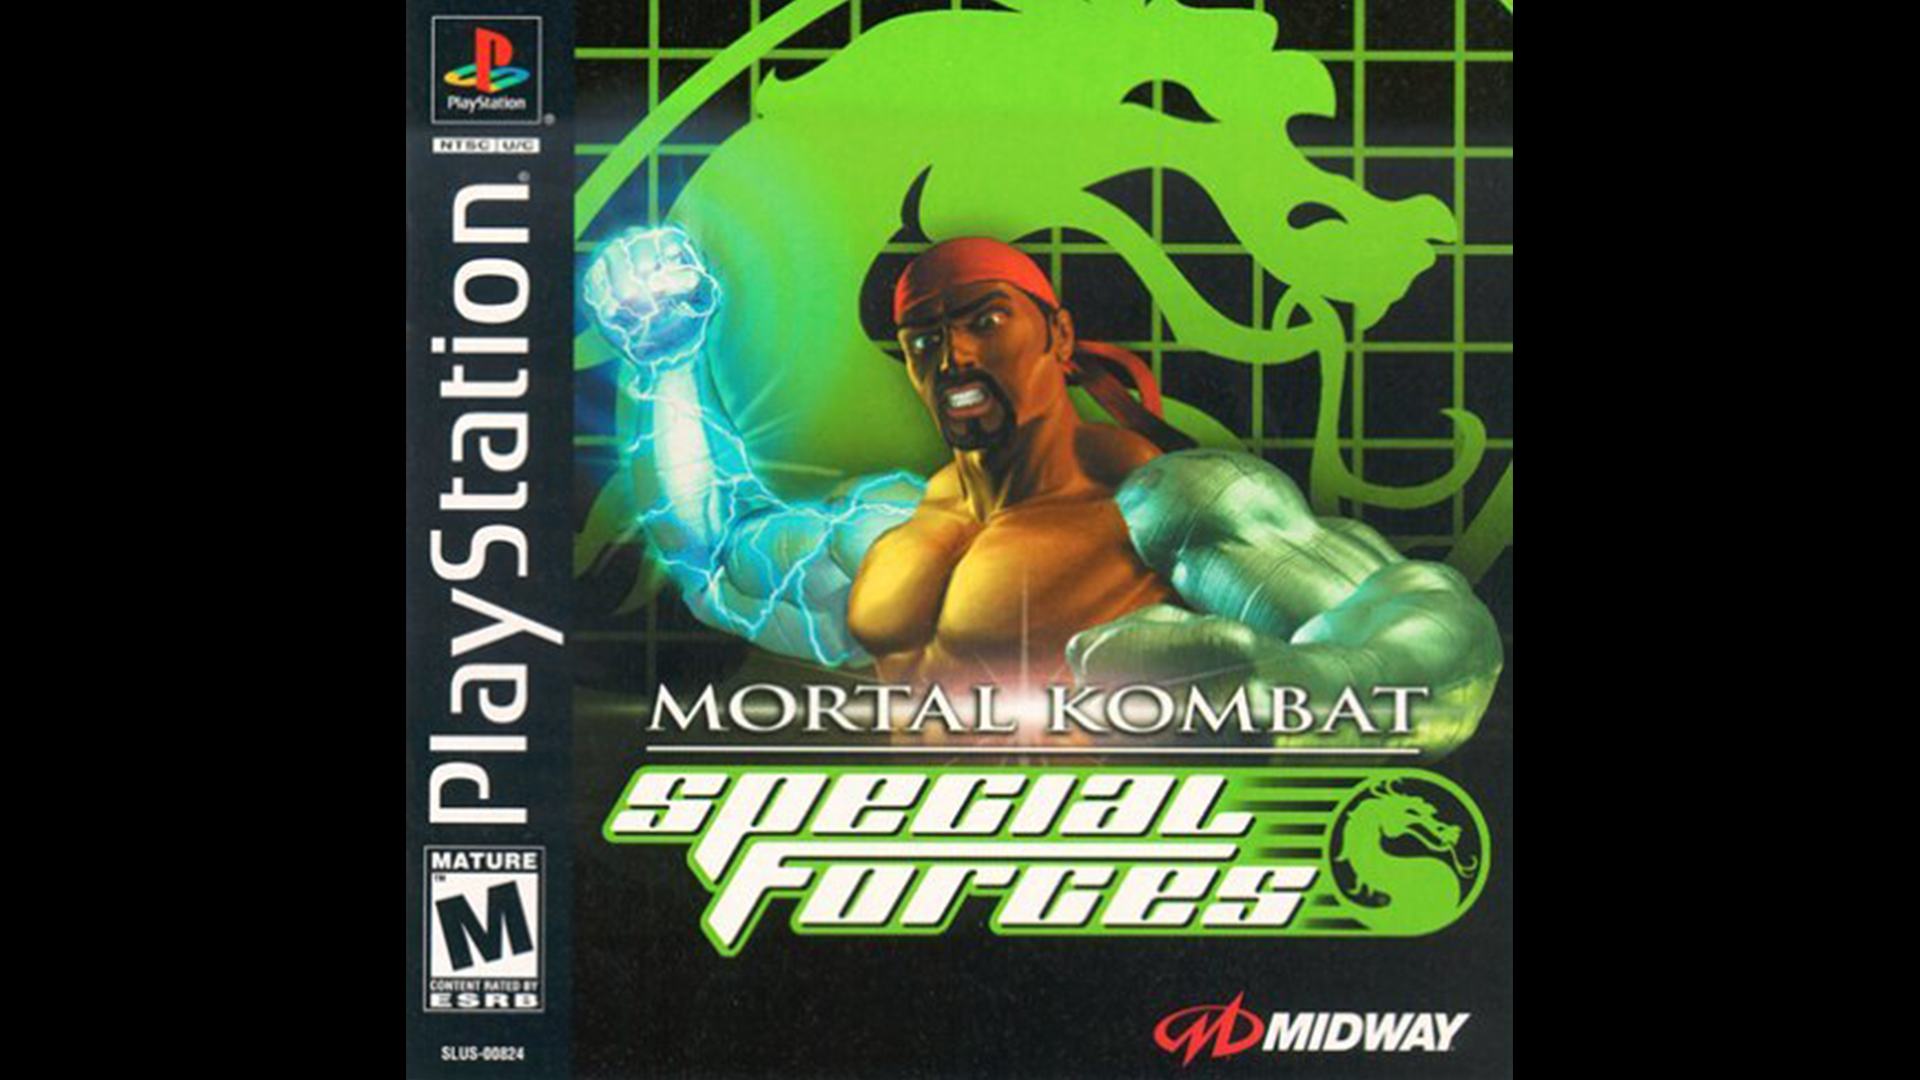 PlayStation
NTSC U/C
PlayStation
MORTAL KOMBAT
SPECIAL
FORCES
MATURE
M
CONTENT RATED BY
ESRB
SLUS-00824
MIDWAY